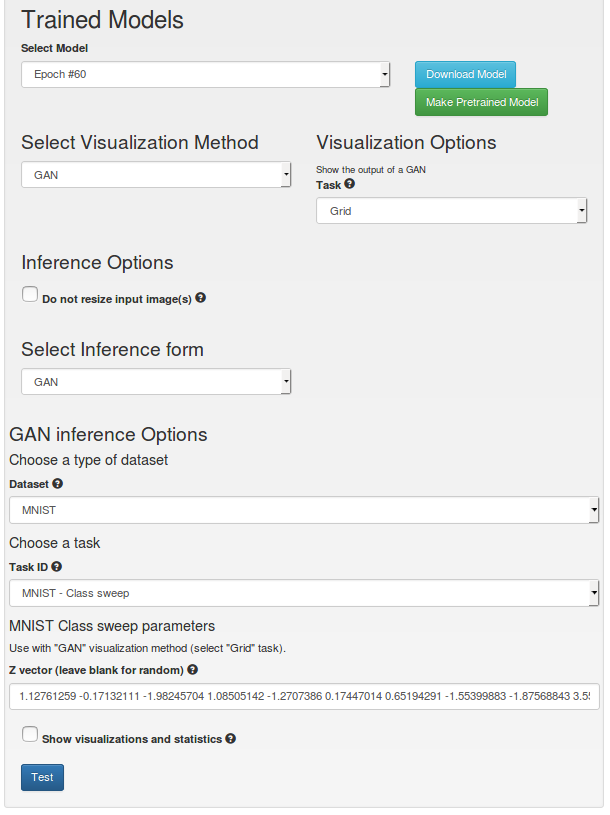 Trained Models
Select Model
Epoch #60
Download Model
Make Pretrained Model
Select Visualization Method
GAN
Visualization Options
Show the output of a GAN
Task
Grid
Inference Options
Do not resize input image(s)
Select Inference form
GAN
GAN inference Options
Choose a type of dataset
Dataset
MNIST
Choose a task
Task ID
MNIST - Class sweep
MNIST Class sweep parameters
Use with "GAN" visualization method (select "Grid" task).
Z vector (leave blank for random)
1.12761259 -0.17132111 -1.98245704 1.08505142 -1.2707386 0.17447014 0.65194291 -1.55399883 -1.87568843
Show visualizations and statistics
Test